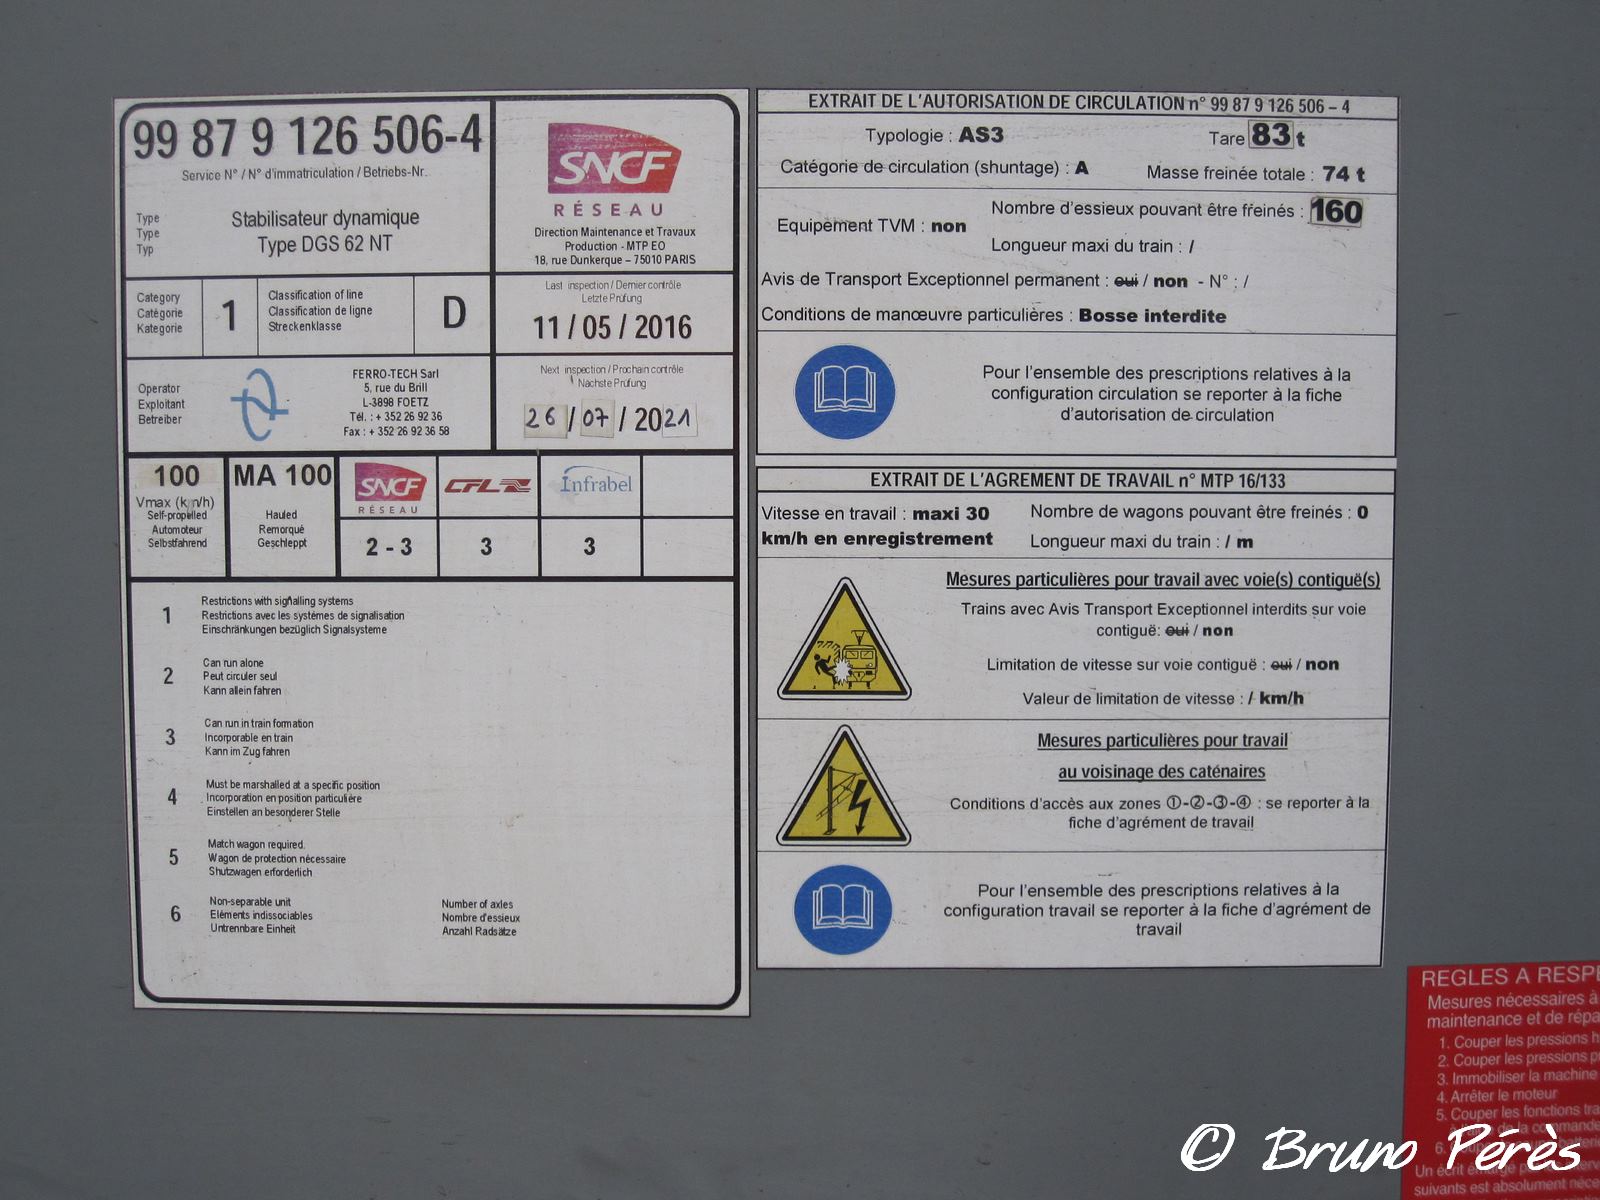 99 87 9 126 506-4
Service N° / N° d'immatriculation / Betriebs-Nr.
Type
Type
Typ
Stabilisateur dynamique
Type DGS 62 NT
SNCF
RÉSEAU
Direction Maintenance et Travaux
Production - MTP EO
18, rue Dunkerque – 75010 PARIS
Category
Catégorie
Kategorie
1
Classification of line
Classification de ligne
Streckenklasse
D
Last inspection / Dernier contrôle
Letzte Prüfung
11 / 05 / 2016
Operator
Exploitant
Betreiber
FERRO-TECH Sarl
5, rue du Brill
L-3898 FOETZ
Tél. : + 352 26 92 36
Fax : + 352 26 92 36 58
Next inspection / Prochain contrôle
Nächste Prüfung
26 / 07 / 2021
100
Vmax (km/h)
Self-propelled
Automoteur
Selbstfahrend
MA 100
Hauled
Remorqué
Geschleppt
SNCF
RÉSEAU
CFL
Infrabel
2 - 3
3
3
1
Restrictions with signalling systems
Restrictions avec les systèmes de signalisation
Einschränkungen bezüglich Signalsysteme
2
Can run alone
Peut circuler seul
Kann allein fahren
3
Can run in train formation
Incorporable en train
Kann im Zug fahren
4
Must be marshalled at a specific position
Incorporation en position particulière
Einstellen an besonderer Stelle
5
Match wagon required.
Wagon de protection nécessaire
Shutzwagen erforderlich
6
Non-separable unit
Eléments indissociables
Untrennbare Einheit
Number of axles
Nombre d'essieux
Anzahl Radsätze
EXTRAIT DE L'AUTORISATION DE CIRCULATION n° 99 87 9 126 506 – 4
Typologie : AS3
Tare 83 t
Catégorie de circulation (shuntage) : A
Masse freinée totale : 74 t
Equipement TVM : non
Nombre d'essieux pouvant être freinés : 160
Longueur maxi du train : /
Avis de Transport Exceptionnel permanent : oui / non - N° : /
Conditions de manœuvre particulières : Bosse interdite
Pour l'ensemble des prescriptions relatives à la
configuration circulation se reporter à la fiche
d'autorisation de circulation
EXTRAIT DE L'AGREMENT DE TRAVAIL n° MTP 16/133
Vitesse en travail : maxi 30
km/h en enregistrement
Nombre de wagons pouvant être freinés : 0
Longueur maxi du train : / m
Mesures particulières pour travail avec voie(s) contiguë(s)
Trains avec Avis Transport Exceptionnel interdits sur voie
contiguë: oui / non
Limitation de vitesse sur voie contiguë : oui / non
Valeur de limitation de vitesse : / km/h
Mesures particulières pour travail
au voisinage des caténaires
Conditions d'accès aux zones ①-②-③-④ : se reporter à la
fiche d'agrément de travail
Pour l'ensemble des prescriptions relatives à la
configuration travail se reporter à la fiche d'agrément de
travail
REGLES A RESPE
Mesures nécessaires à
maintenance et de répa
1. Couper les pressions h
2. Couper les pressions p
3. Immobiliser la machine
4. Arrêter le moteur
5. Couper les fonctions tra
de la commande
6.
Un écrit
suivants est absolument néce
© Bruno Pérès